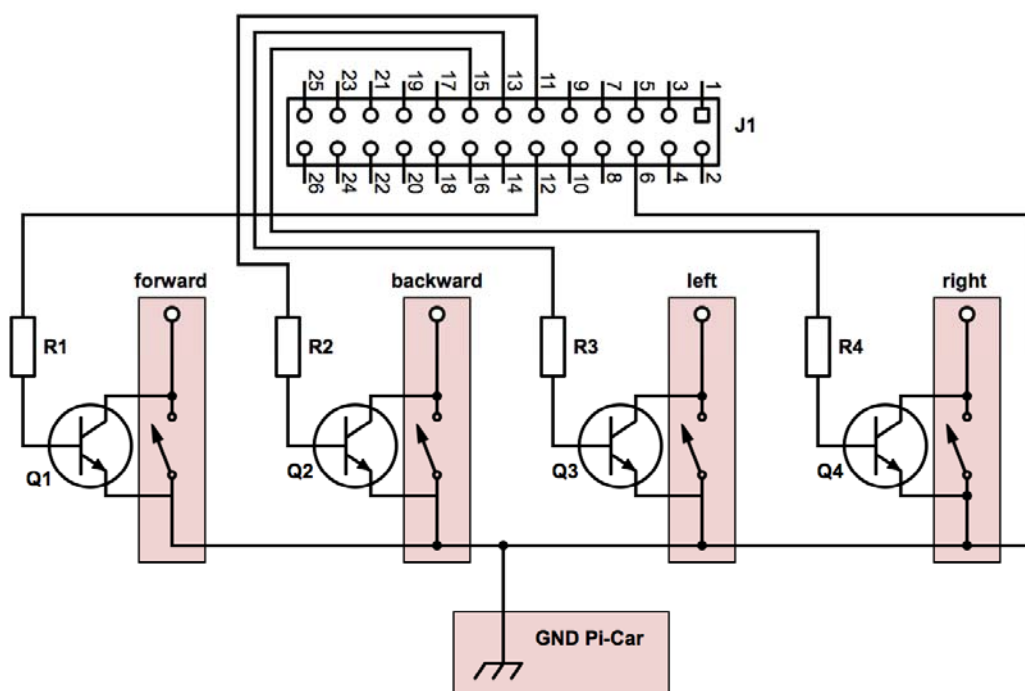 25 23 21 19 17 15 13 11 9 7 5 3 1
J1
26 24 22 20 18 16 14 12 10 8 6 4 2
forward backward left right
R1 R2 R3 R4
Q1 Q2 Q3 Q4
GND Pi-Car